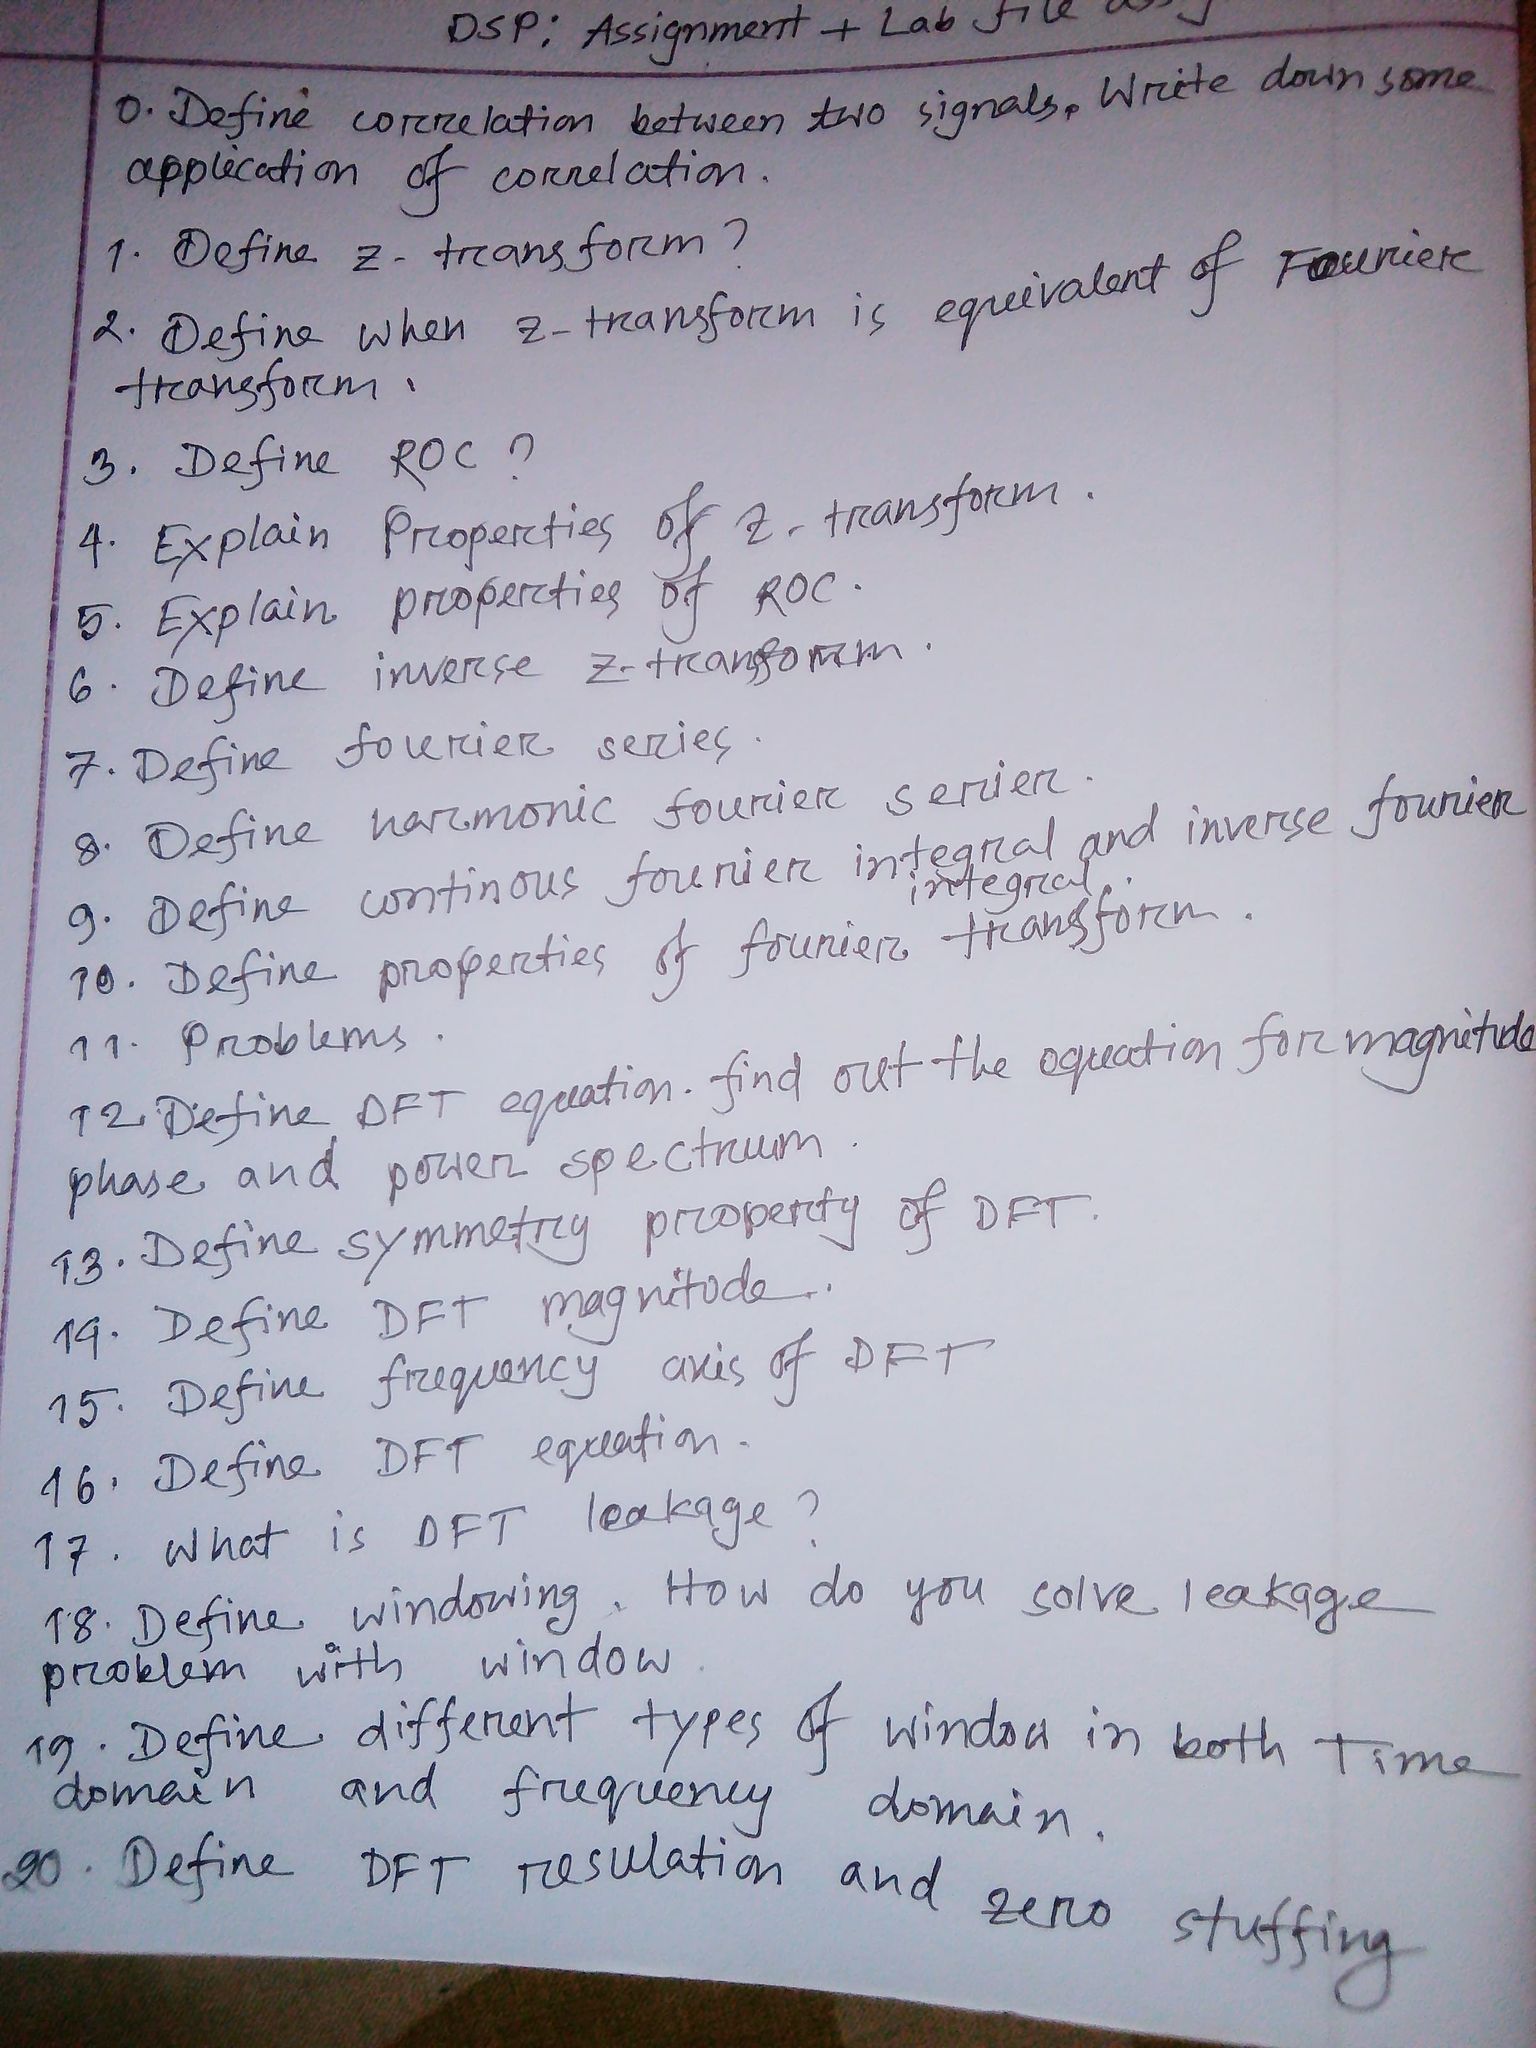 DSP: Assignment + Lab file
0. Define correlation between two signals. Write down some
application of correlation.
1. Define z-transform?
2. Define when z-transform is equivalent of Fourier
transform.
3. Define ROC?
4. Explain Properties of Z-transform.
5. Explain properties of ROC.
6. Define inverse z-transform.
7. Define fourier series.
8. Define harmonic fourier serier.
9. Define continous fourier integral and inverse fourier
integral.
10. Define properties of fourier transform.
11. Problems.
12. Define DFT equation. find out the equation for magnitude
phase and power spectrum.
13. Define symmetry property of DFT.
14. Define DFT magnitude.
15. Define frequency axis of DFT
16. Define DFT equation.
17. What is DFT leakage?
18. Define windowing. How do you solve leakage
problem with window.
19. Define different types of window in both Time
domain and frequency domain.
20. Define DFT resulation and zero stuffing